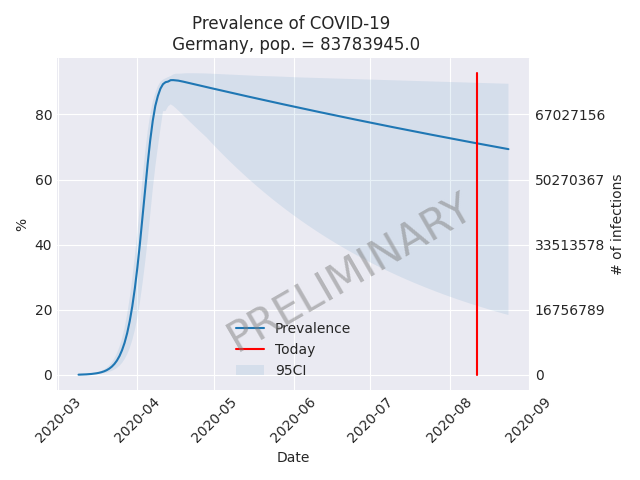 Prevalence of COVID-19
Germany, pop. = 83783945.0
%
80
60
40
20
0
67027156
50270367
33513578
16756789
0
# of infections
PRELIMINARY
Prevalence
Today
95CI
2020-03
2020-04
2020-05
2020-06
2020-07
2020-08
2020-09
Date